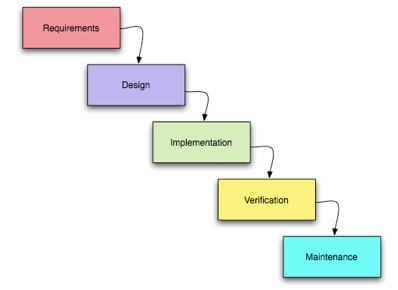 Requirements
Design
Implementation
Verification
Maintenance